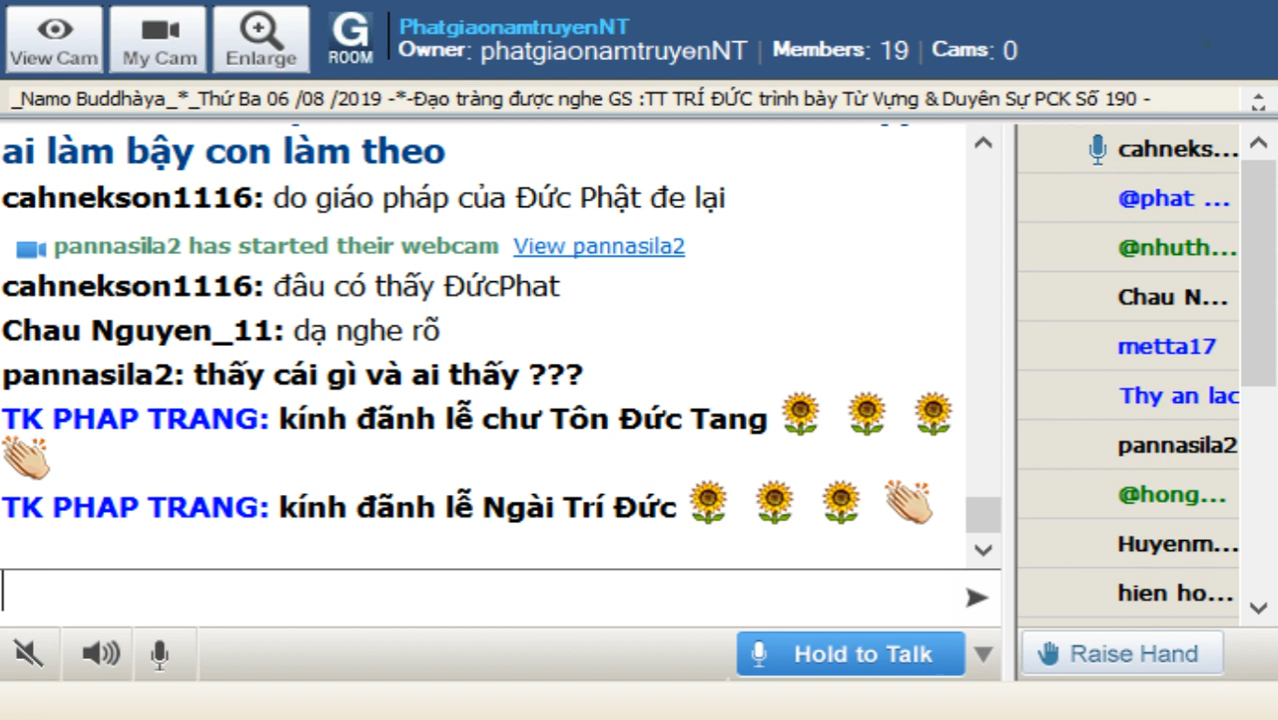 View Cam
My Cam
Enlarge
G
ROOM
PhatgiaonamtruyenNT
Owner: phatgiaonamtruyenNT | Members: 19 | Cams: 0
_Namo Buddhàya_*_Thứ Ba 06 /08 /2019 -*-Đạo tràng được nghe GS :TT TRÍ ĐỨC trình bày Từ Vựng & Duyên Sự PCK Số 190 -
ai làm bậy con làm theo
cahnekson1116: do giáo pháp của Đức Phật đe lại
pannasila2 has started their webcam View pannasila2
cahnekson1116: đâu có thấy ĐứcPhat
Chau Nguyen_11: dạ nghe rõ
pannasila2: thấy cái gì và ai thấy ???
TK PHAP TRANG: kính đãnh lễ chư Tôn Đức Tang
TK PHAP TRANG: kính đãnh lễ Ngài Trí Đức
Hold to Talk
cahneks...
@phat ...
@nhuth...
Chau N...
metta17
Thy an lac
pannasila2
@hong...
Huyenm...
hien ho...
Raise Hand